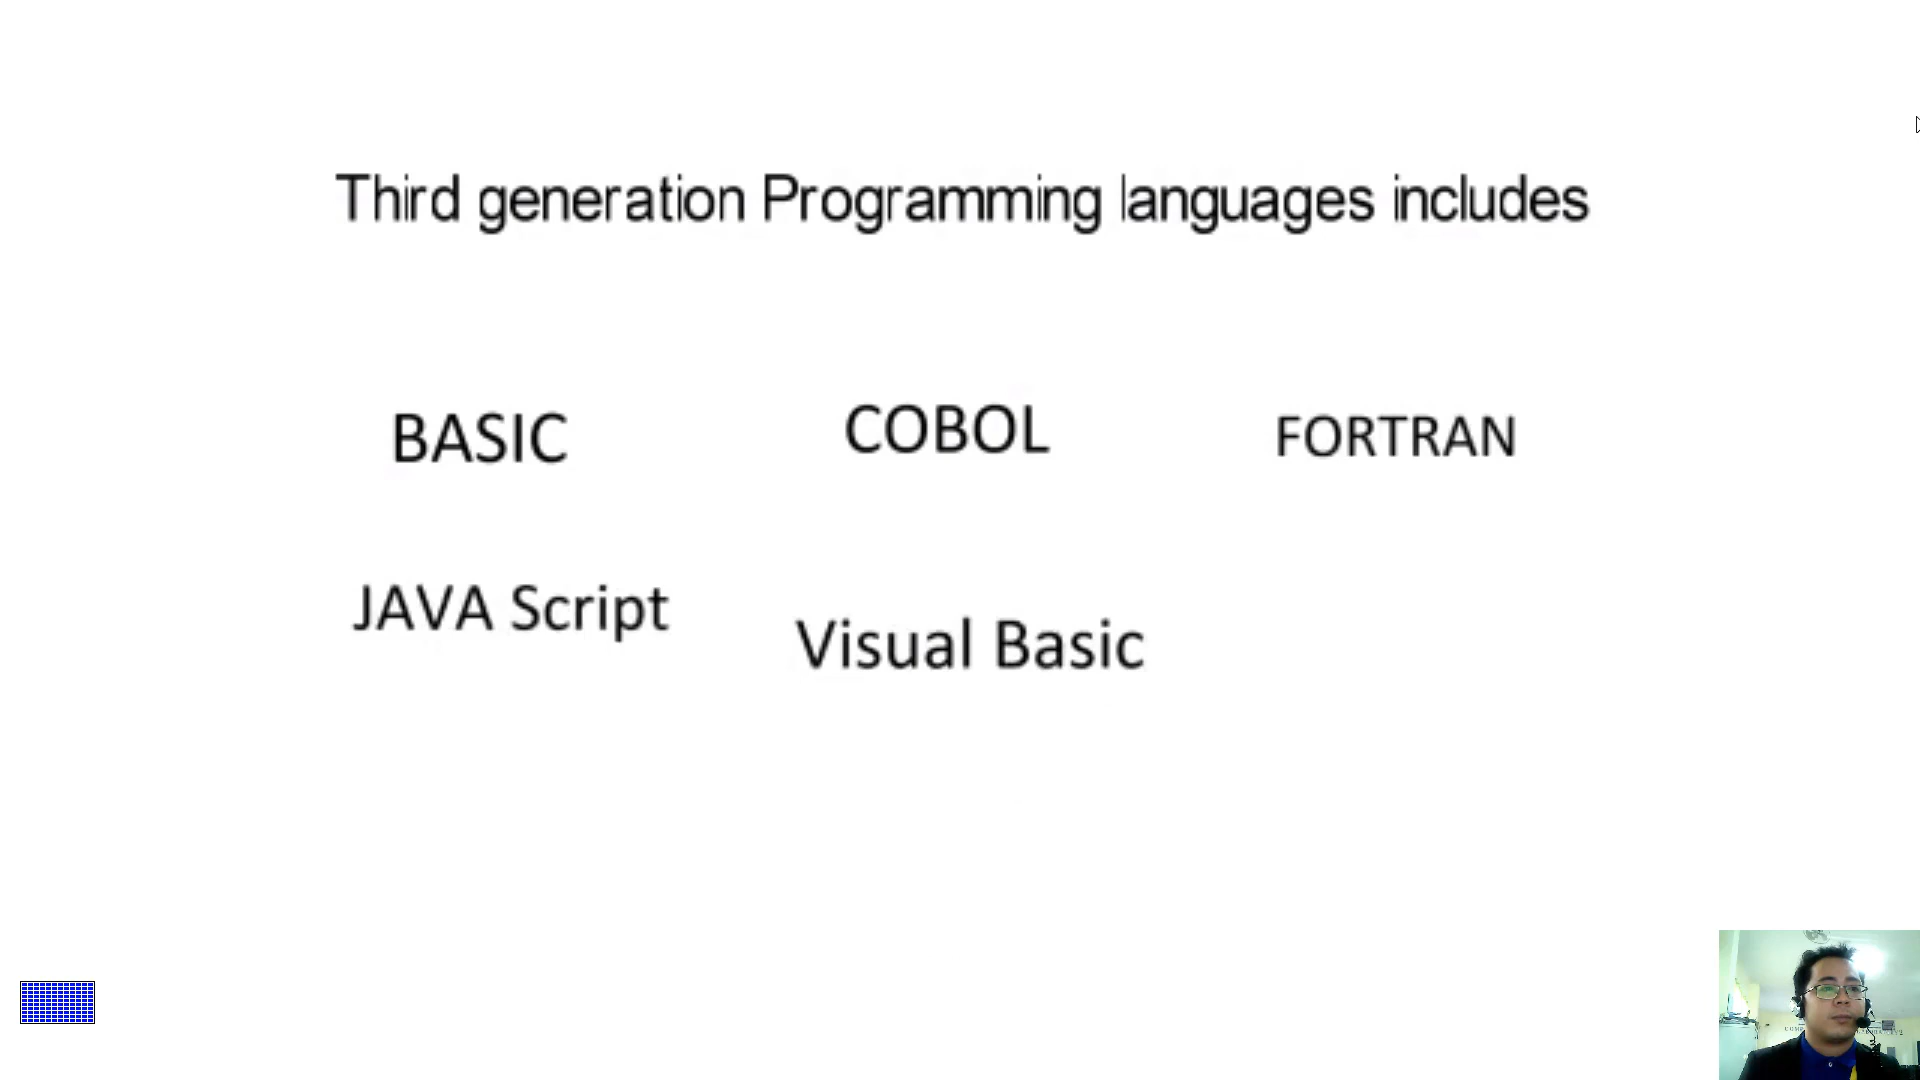 Third generation Programming languages includes
BASIC
COBOL
FORTRAN
JAVA Script
Visual Basic